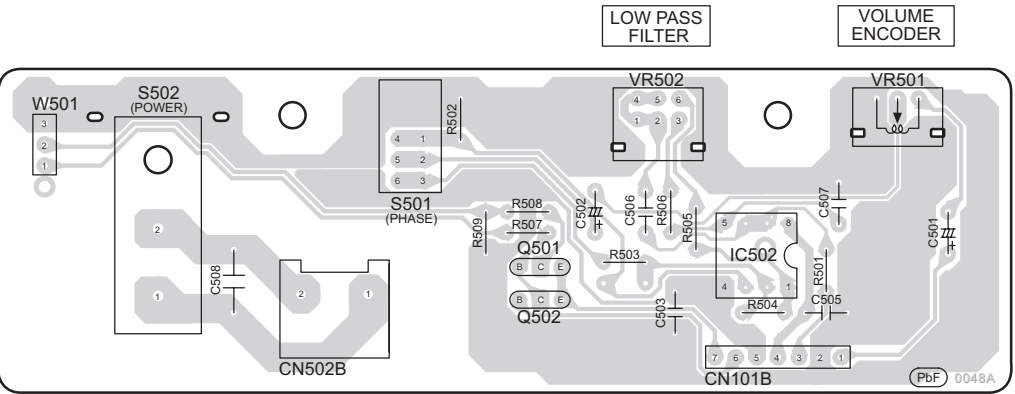 LOW PASS
FILTER
VOLUME
ENCODER
W501
3
2
1
S502
(POWER)
2
1
C508
2
1
CN502B
4 1
5 2
6 3
S501
(PHASE)
R502
R509
R508
R507
Q501
B C E
B C E
Q502
C502
R503
VR502
4 5 6
1 2 3
C506
R506
R505
C503
5 8
IC502
4 1
R504
R501
C505
C507
VR501
C501
7 6 5 4 3 2 1
CN101B
PbF 0048A